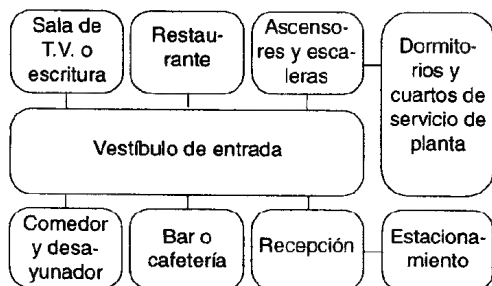 Sala de
T.V. o
escritura
Restau-
rante
Ascenso-
res y esca-
leras
Dormito-
rios y
cuartos de
servicio de
planta
Vestíbulo de entrada
Comedor
y desa-
yunador
Bar o
cafetería
Recepción
Estaciona-
miento